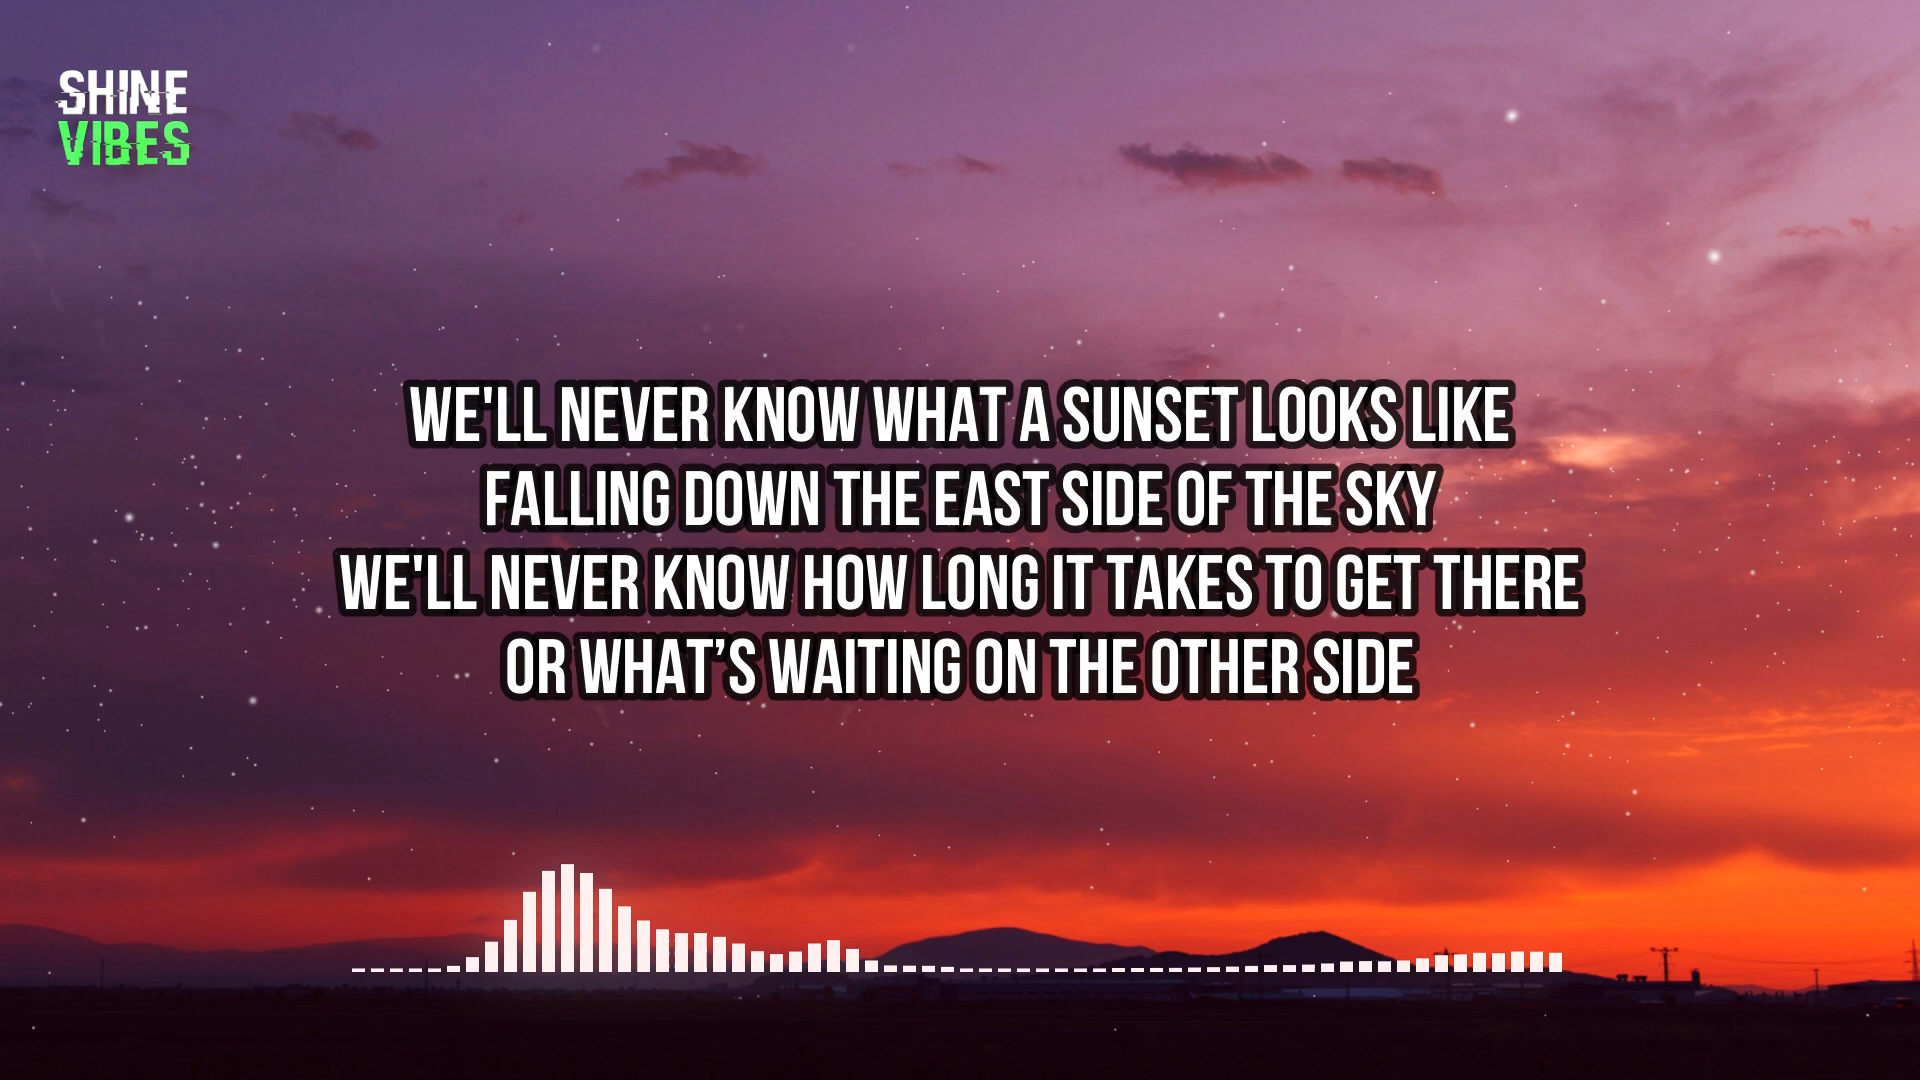 SHINE
VIBES
WE'LL NEVER KNOW WHAT A SUNSET LOOKS LIKE
FALLING DOWN THE EAST SIDE OF THE SKY
WE'LL NEVER KNOW HOW LONG IT TAKES TO GET THERE
OR WHAT’S WAITING ON THE OTHER SIDE